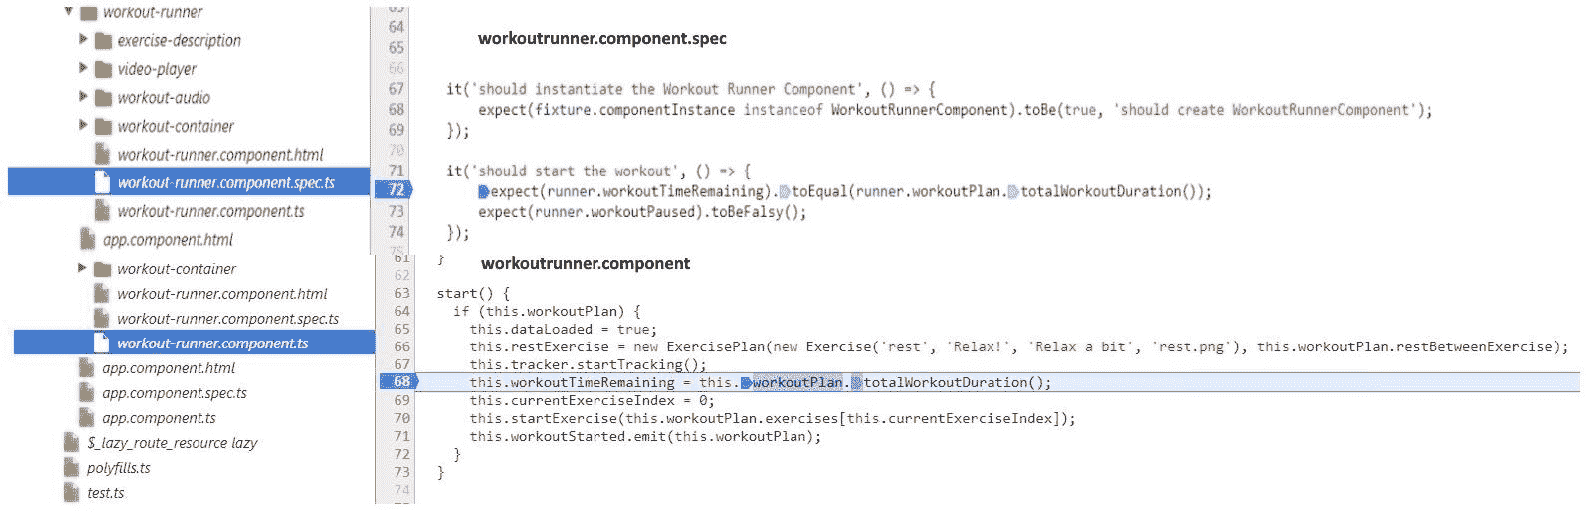 workout-runner
exercise-description
video-player
workout-audio
workout-container
workout-runner.component.html
workout-runner.component.spec.ts
workout-runner.component.ts
app.component.html
64
65
66
67
68
69
70
71
72
73
74
75
workoutrunner.component.spec
it('should instantiate the Workout Runner Component', () => {
expect(fixture.componentInstance instanceof WorkoutRunnerComponent).toBe(true, 'should create WorkoutRunnerComponent');
});
it('should start the workout', () => {
expect(runner.workoutTimeRemaining).toEqual(runner.workoutPlan.totalWorkoutDuration());
expect(runner.workoutPaused).toBeFalsy();
});
workout-container
workout-runner.component.html
workout-runner.component.spec.ts
workout-runner.component.ts
app.component.html
app.component.spec.ts
app.component.ts
$_lazy_route_resource lazy
polyfills.ts
test.ts
61
62
63
64
65
66
67
68
69
70
71
72
73
74
}
workoutrunner.component
start() {
if (this.workoutPlan) {
this.dataLoaded = true;
this.restExercise = new ExercisePlan(new Exercise('rest', 'Relax!', 'Relax a bit', 'rest.png'), this.workoutPlan.restBetweenExercise);
this.tracker.startTracking();
this.workoutTimeRemaining = this.workoutPlan.totalWorkoutDuration();
this.currentExerciseIndex = 0;
this.startExercise(this.workoutPlan.exercises[this.currentExerciseIndex]);
this.workoutStarted.emit(this.workoutPlan);
}
}